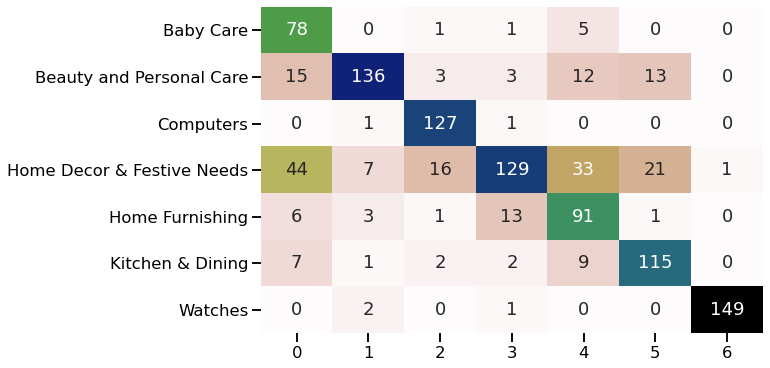 Baby Care 78 0 1 1 5 0 0
Beauty and Personal Care 15 136 3 3 12 13 0
Computers 0 1 127 1 0 0 0
Home Decor & Festive Needs 44 7 16 129 33 21 1
Home Furnishing 6 3 1 13 91 1 0
Kitchen & Dining 7 1 2 2 9 115 0
Watches 0 2 0 1 0 0 149
0 1 2 3 4 5 6